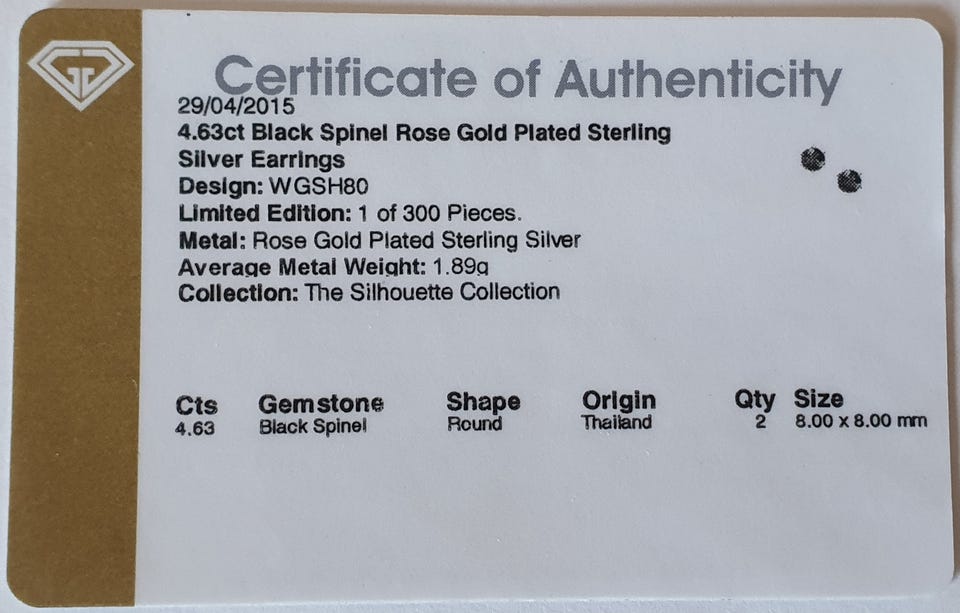 Certificate of Authenticity
29/04/2015
4.63ct Black Spinel Rose Gold Plated Sterling
Silver Earrings
Design: WGSH80
Limited Edition: 1 of 300 Pieces.
Metal: Rose Gold Plated Sterling Silver
Average Metal Weight: 1.89g
Collection: The Silhouette Collection
Cts Gemstone Shape Origin Qty Size
4.63 Black Spinel Round Thailand 2 8.00 x 8.00 mm